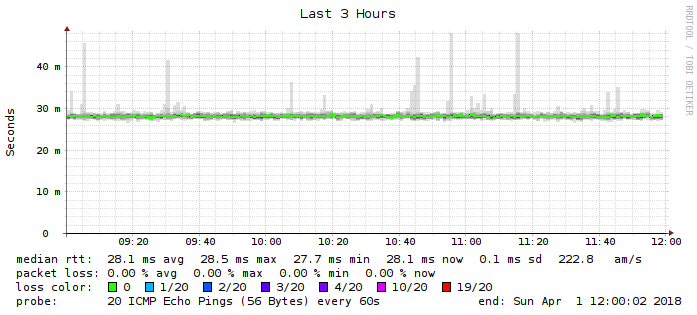 Last 3 Hours
RRDTOOL / TOBI OETIKER
Seconds
40 m
30 m
20 m
10 m
0
09:20 09:40 10:00 10:20 10:40 11:00 11:20 11:40 12:00
median rtt: 28.1 ms avg 28.5 ms max 27.7 ms min 28.1 ms now 0.1 ms sd 222.8 am/s
packet loss: 0.00 % avg 0.00 % max 0.00 % min 0.00 % now
loss color: 0 1/20 2/20 3/20 4/20 10/20 19/20
probe: 20 ICMP Echo Pings (56 Bytes) every 60s end: Sun Apr 1 12:00:02 2018